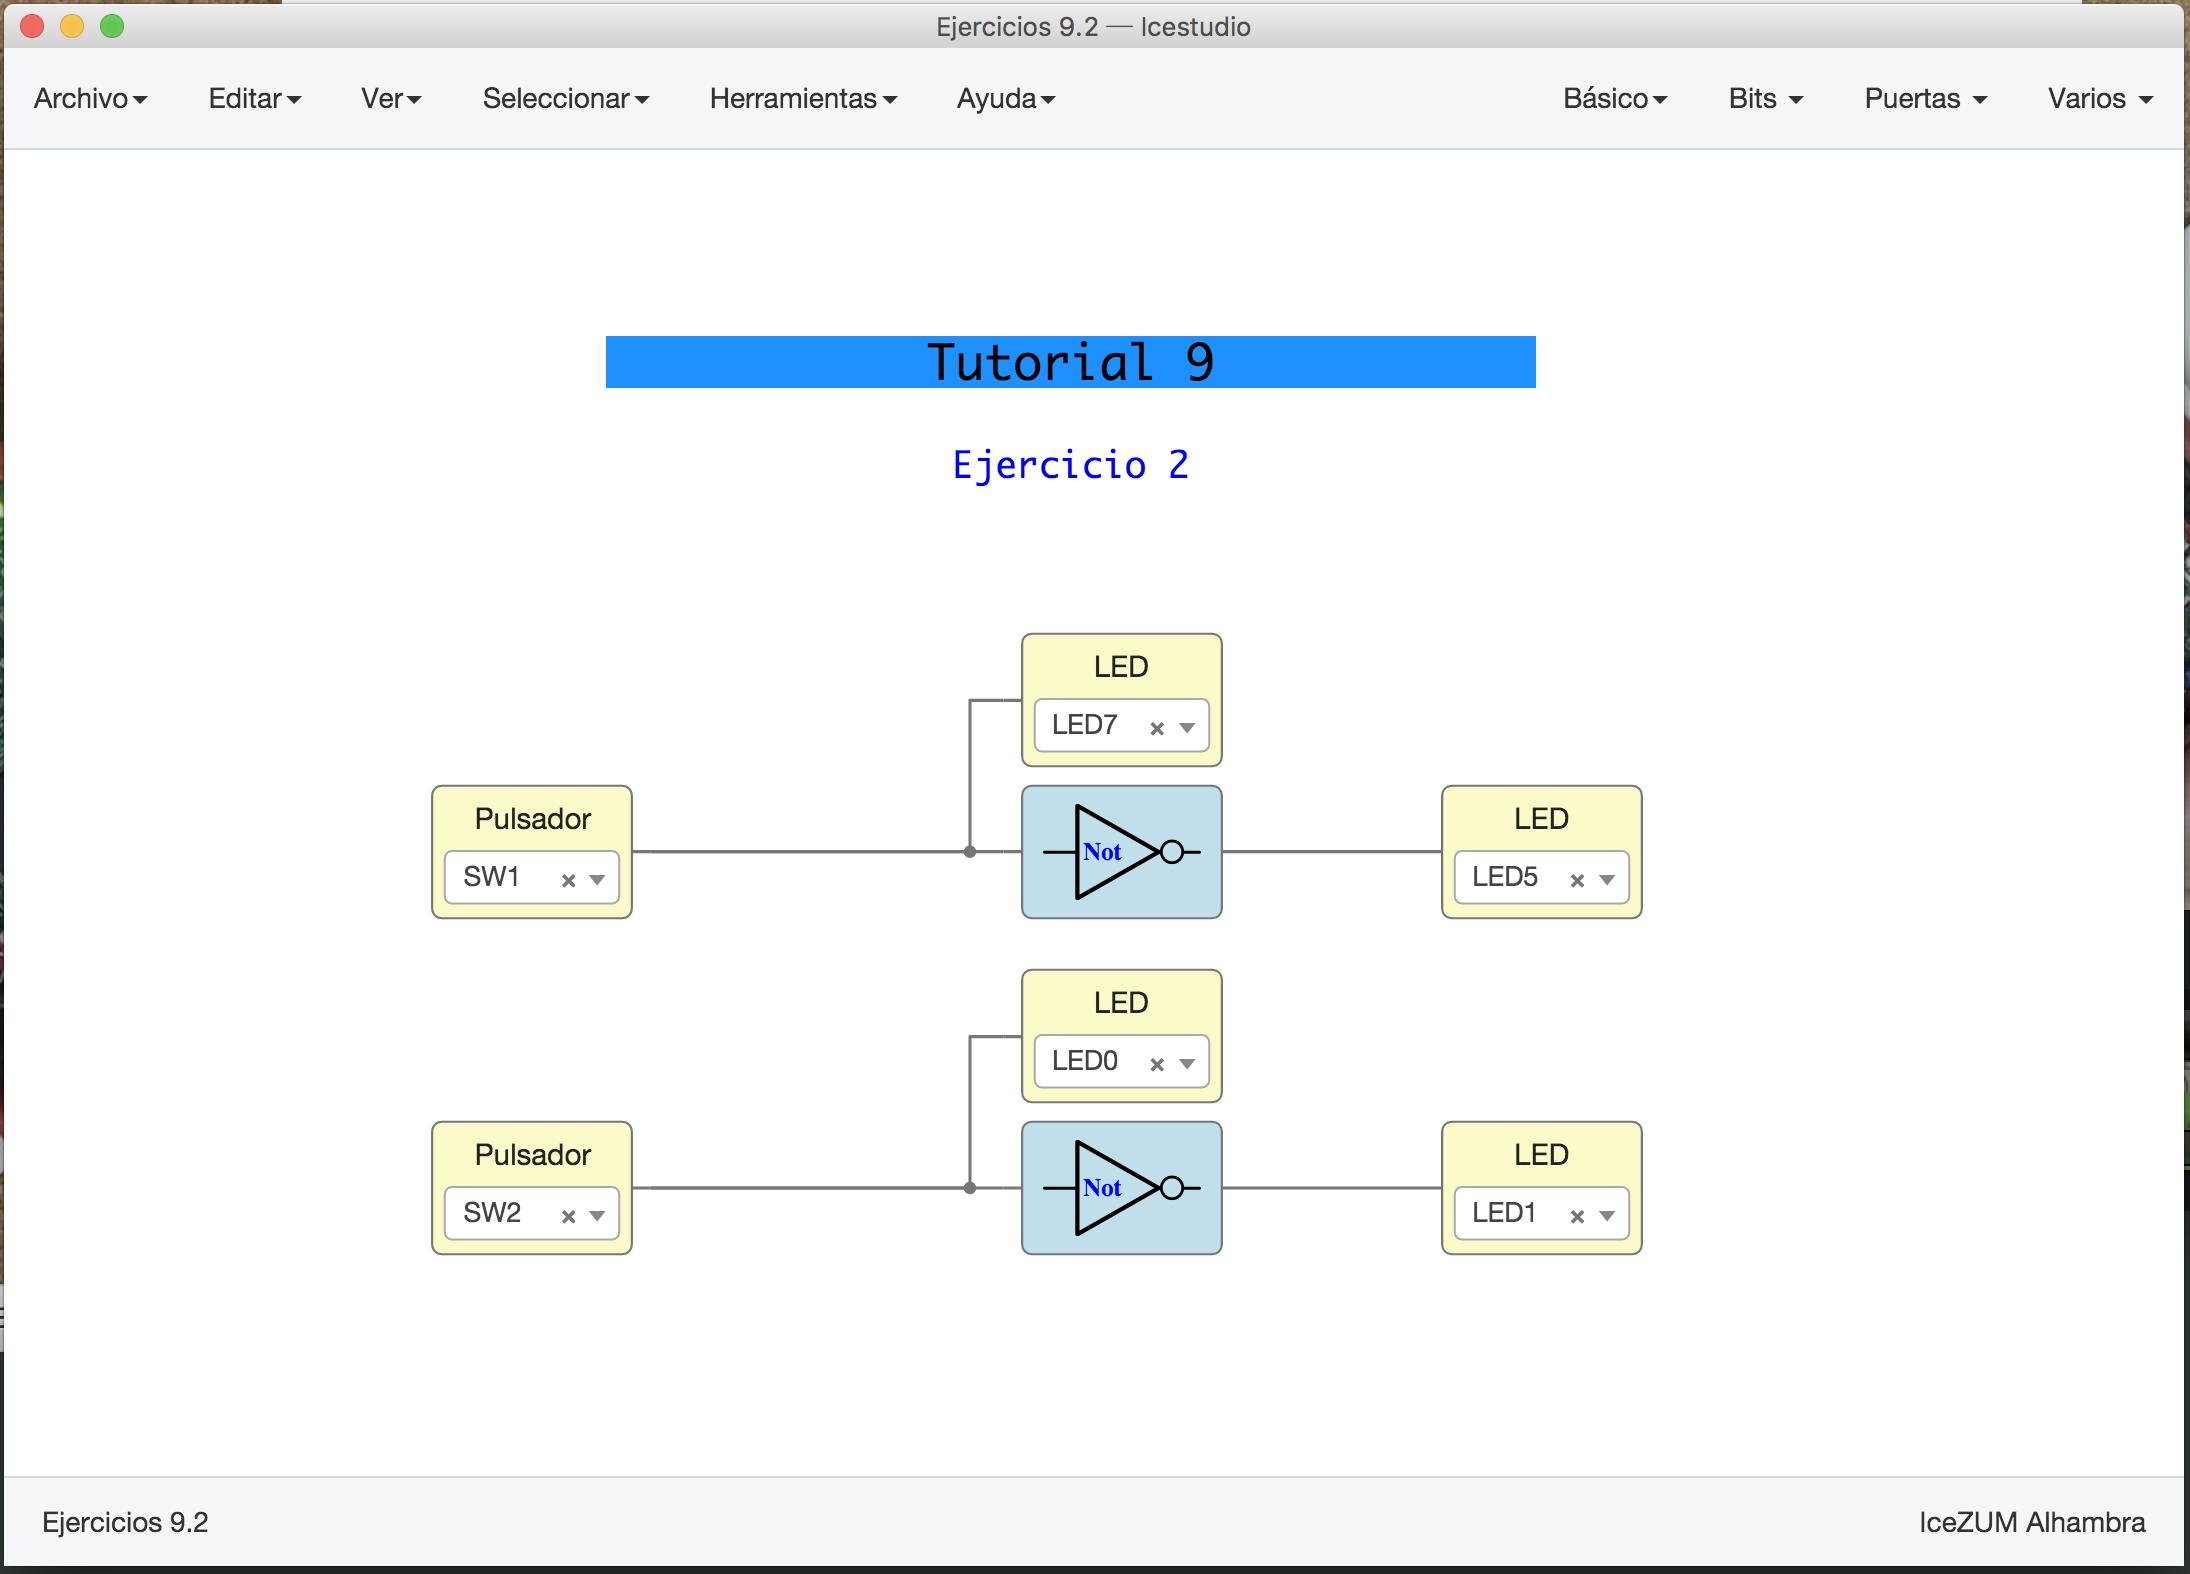 Ejercicios 9.2 — Icestudio
Archivo Editar Ver Seleccionar Herramientas Ayuda Básico Bits Puertas Varios
Tutorial 9
Ejercicio 2
LED
LED7
Pulsador
SW1
Not
LED
LED5
LED
LED0
Pulsador
SW2
Not
LED
LED1
Ejercicios 9.2
IceZUM Alhambra